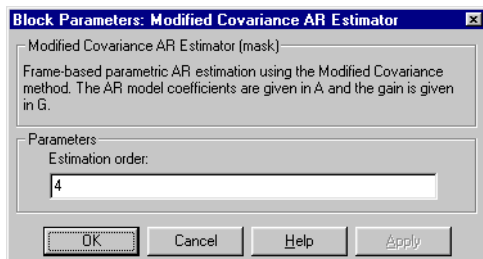 Block Parameters: Modified Covariance AR Estimator
Modified Covariance AR Estimator (mask)
Frame-based parametric AR estimation using the Modified Covariance
method. The AR model coefficients are given in A and the gain is given
in G.
Parameters
Estimation order:
4
OK Cancel Help Apply